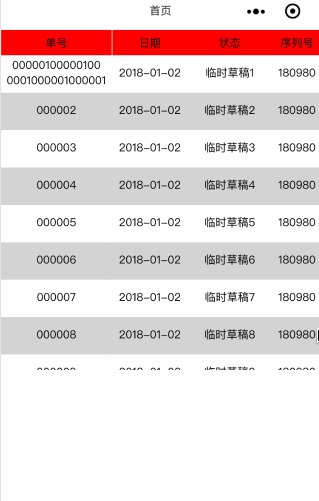 首页
单号 日期 状态 序列号
00000100000100
0001000001000001 2018-01-02 临时草稿1 180980
000002 2018-01-02 临时草稿2 180980
000003 2018-01-02 临时草稿3 180980
000004 2018-01-02 临时草稿4 180980
000005 2018-01-02 临时草稿5 180980
000006 2018-01-02 临时草稿6 180980
000007 2018-01-02 临时草稿7 180980
000008 2018-01-02 临时草稿8 180980